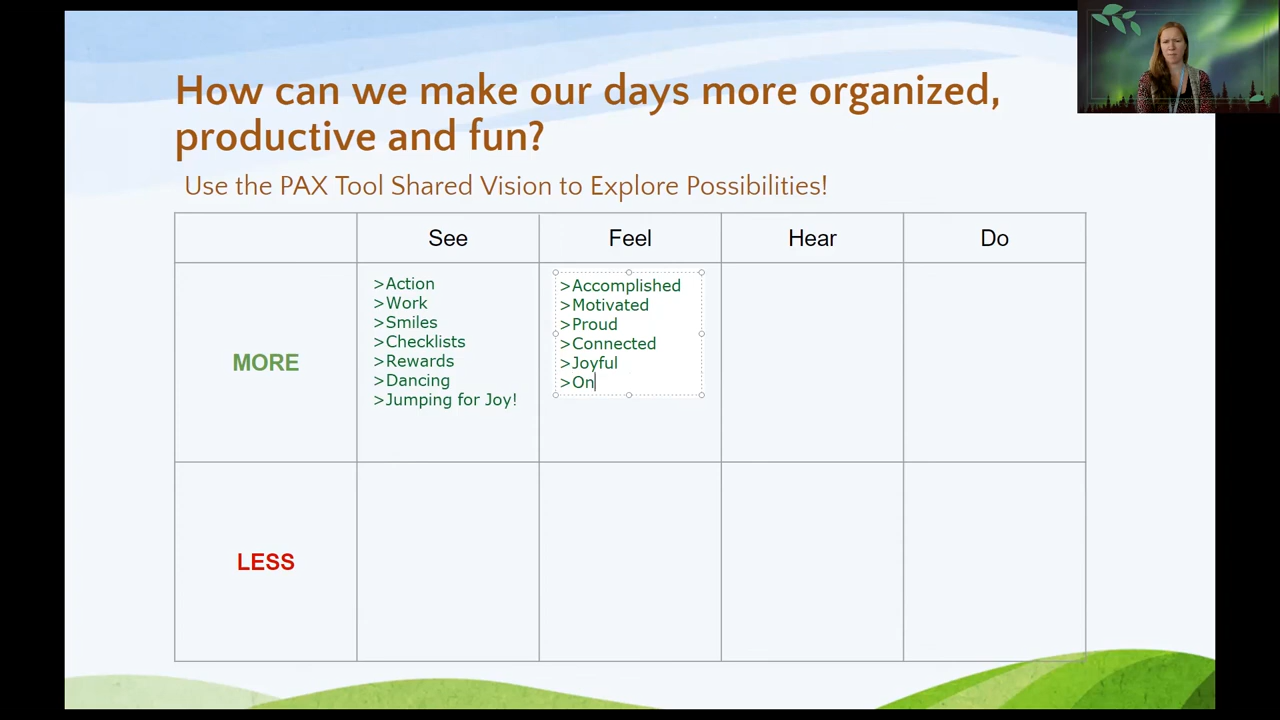 How can we make our days more organized,
productive and fun?
Use the PAX Tool Shared Vision to Explore Possibilities!
See Feel Hear Do
MORE
>Action
>Work
>Smiles
>Checklists
>Rewards
>Dancing
>Jumping for Joy!
>Accomplished
>Motivated
>Proud
>Connected
>Joyful
>On
LESS